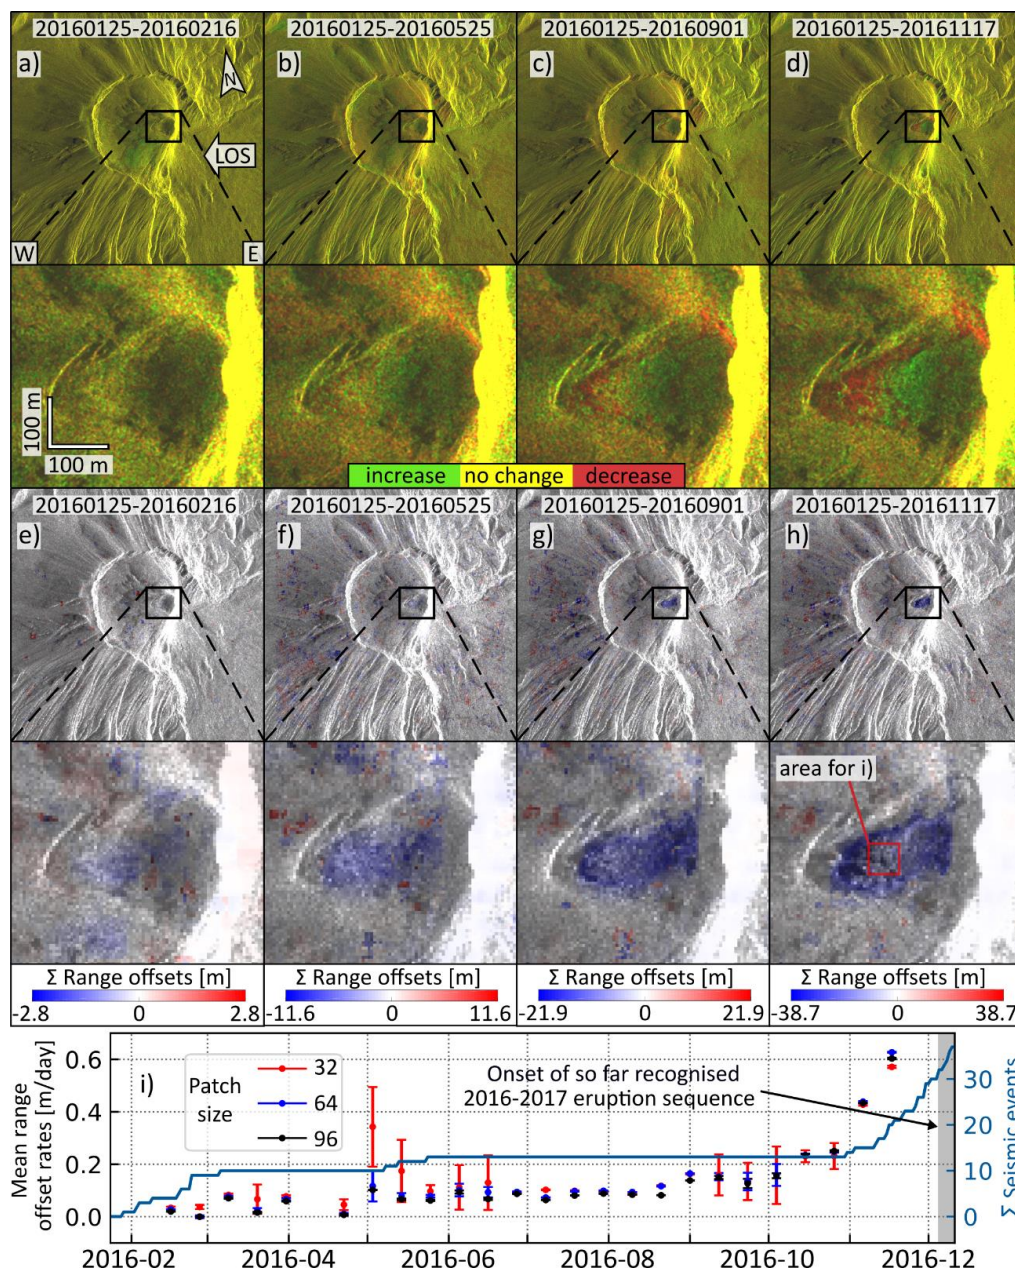 20160125-20160216
20160125-20160525
20160125-20160901
20160125-20161117
a)
b)
c)
d)
N
LOS
W
E
100 m
100 m
increase
no change
decrease
20160125-20160216
20160125-20160525
20160125-20160901
20160125-20161117
e)
f)
g)
h)
area for i)
Σ Range offsets [m]
Σ Range offsets [m]
Σ Range offsets [m]
Σ Range offsets [m]
-2.8 0 2.8
-11.6 0 11.6
-21.9 0 21.9
-38.7 0 38.7
i)
Patch
size
32
64
96
Onset of so far recognised
2016-2017 eruption sequence
Mean range
offset rates [m/day]
0.6
0.4
0.2
0.0
30
20
10
0
Σ Seismic events
2016-02
2016-04
2016-06
2016-08
2016-10
2016-12